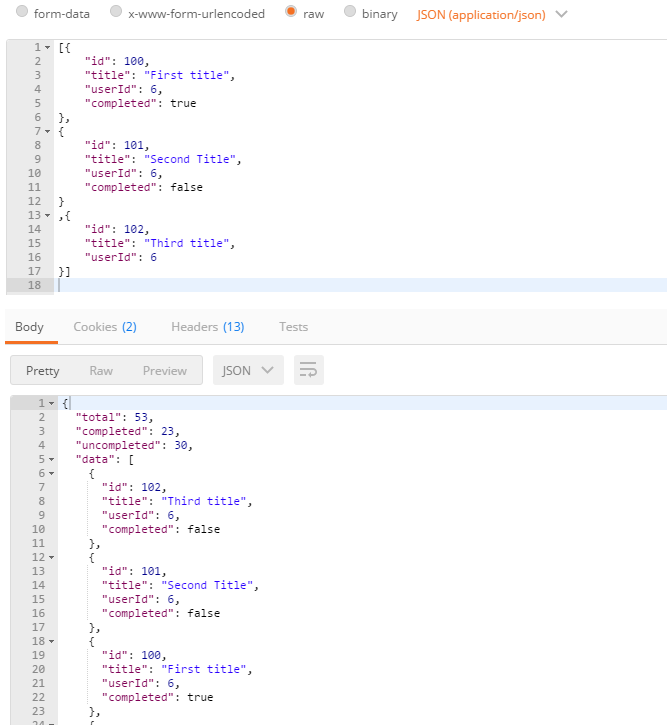 form-data x-www-form-urlencoded raw binary JSON (application/json)
1 [{
2 "id": 100,
3 "title": "First title",
4 "userId": 6,
5 "completed": true
6 },
7 {
8 "id": 101,
9 "title": "Second Title",
10 "userId": 6,
11 "completed": false
12 }
13 ,{
14 "id": 102,
15 "title": "Third title",
16 "userId": 6
17 }]
18
Body Cookies (2) Headers (13) Tests
Pretty Raw Preview JSON
1 {
2 "total": 53,
3 "completed": 23,
4 "uncompleted": 30,
5 "data": [
6 {
7 "id": 102,
8 "title": "Third title",
9 "userId": 6,
10 "completed": false
11 },
12 {
13 "id": 101,
14 "title": "Second Title",
15 "userId": 6,
16 "completed": false
17 },
18 {
19 "id": 100,
20 "title": "First title",
21 "userId": 6,
22 "completed": true
23 },
24 {